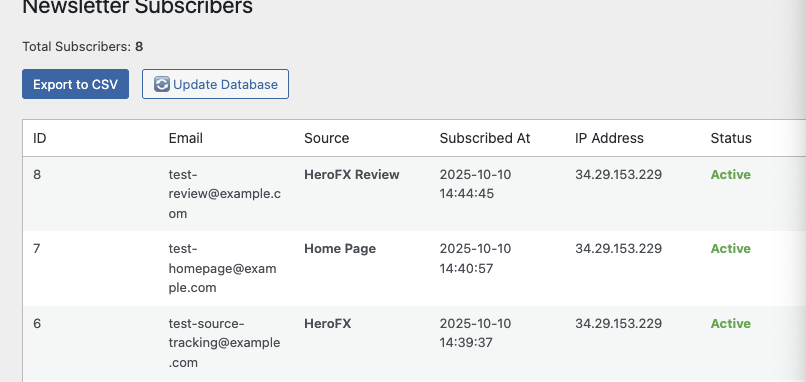 Newsletter Subscribers
Total Subscribers: 8
Export to CSV
🔄 Update Database
ID Email Source Subscribed At IP Address Status
8 test- HeroFX Review 2025-10-10 34.29.153.229 Active
review@example.c 14:44:45
om
7 test- Home Page 2025-10-10 34.29.153.229 Active
homepage@exam 14:40:57
ple.com
6 test-source- HeroFX 2025-10-10 34.29.153.229 Active
tracking@example 14:39:37
.com